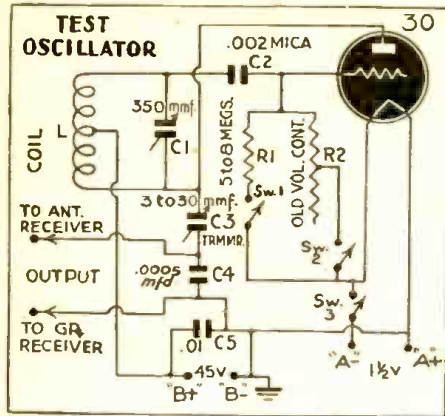 TEST
OSCILLATOR
30
.002 MICA
C2
350 mmf.
C1
COIL
L
5 to 8 MEGS.
R1
OLD VOL. CONT.
R2
Sw.1
3 to 30 mmf.
C3
TRMMR.
TO ANT.
RECEIVER
Sw.
2
OUTPUT
.0005
mfd
C4
Sw.
3
TO GR.
RECEIVER
.01
C5
"B+"
45V
"B-"
"A-"
1½V
"A+"